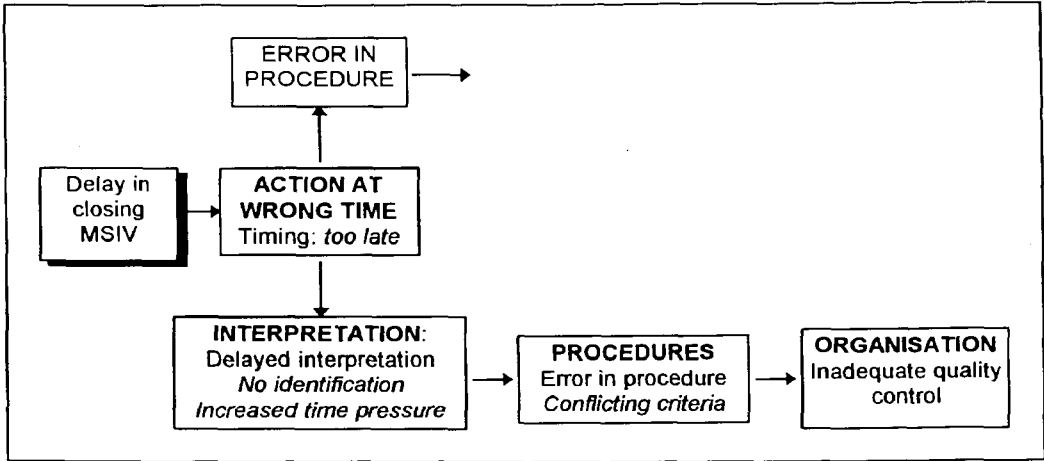 ERROR IN
PROCEDURE
Delay in
closing
MSIV
ACTION AT
WRONG TIME
Timing: too late
INTERPRETATION:
Delayed interpretation
No identification
Increased time pressure
PROCEDURES
Error in procedure
Conflicting criteria
ORGANISATION
Inadequate quality
control